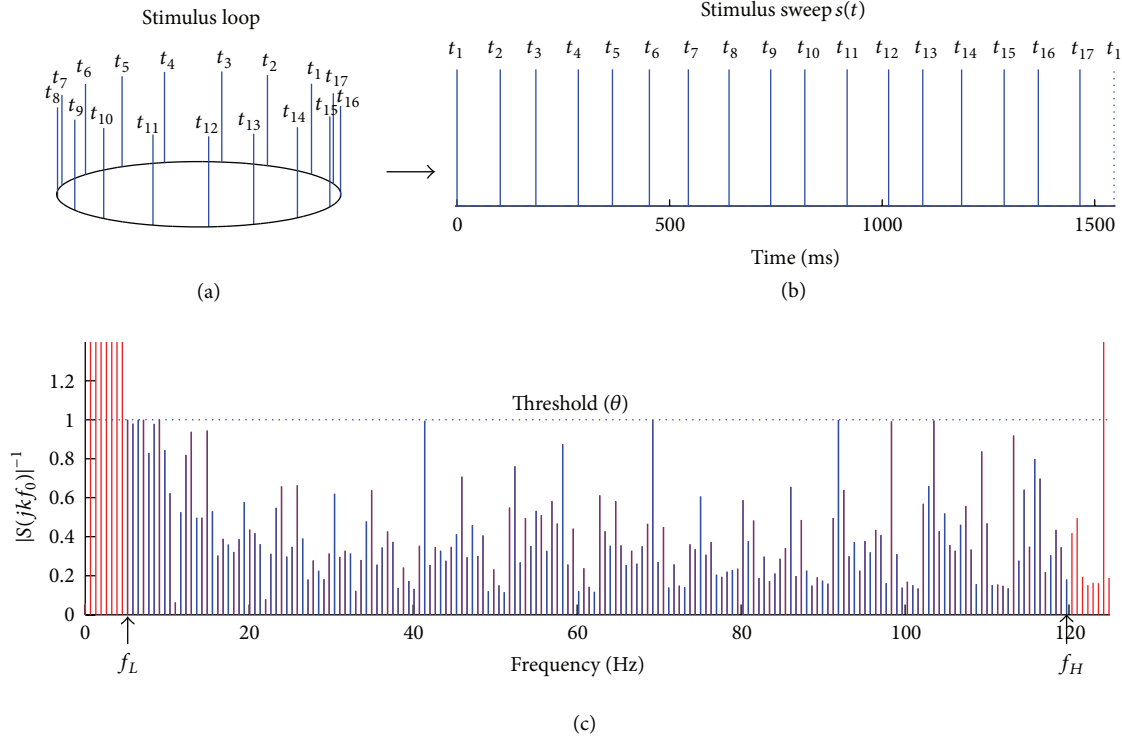 Stimulus loop
t1 t2 t3 t4 t5 t6 t7 t8 t9 t10 t11 t12 t13 t14 t15 t16 t17
(a)
Stimulus sweep s(t)
t1 t2 t3 t4 t5 t6 t7 t8 t9 t10 t11 t12 t13 t14 t15 t16 t17 t1
0 500 1000 1500
Time (ms)
(b)
|S(jkf0)|−1
1.2
1
0.8
0.6
0.4
0.2
0
Threshold (θ)
0 20 40 60 80 100 120
fL
Frequency (Hz)
fH
(c)